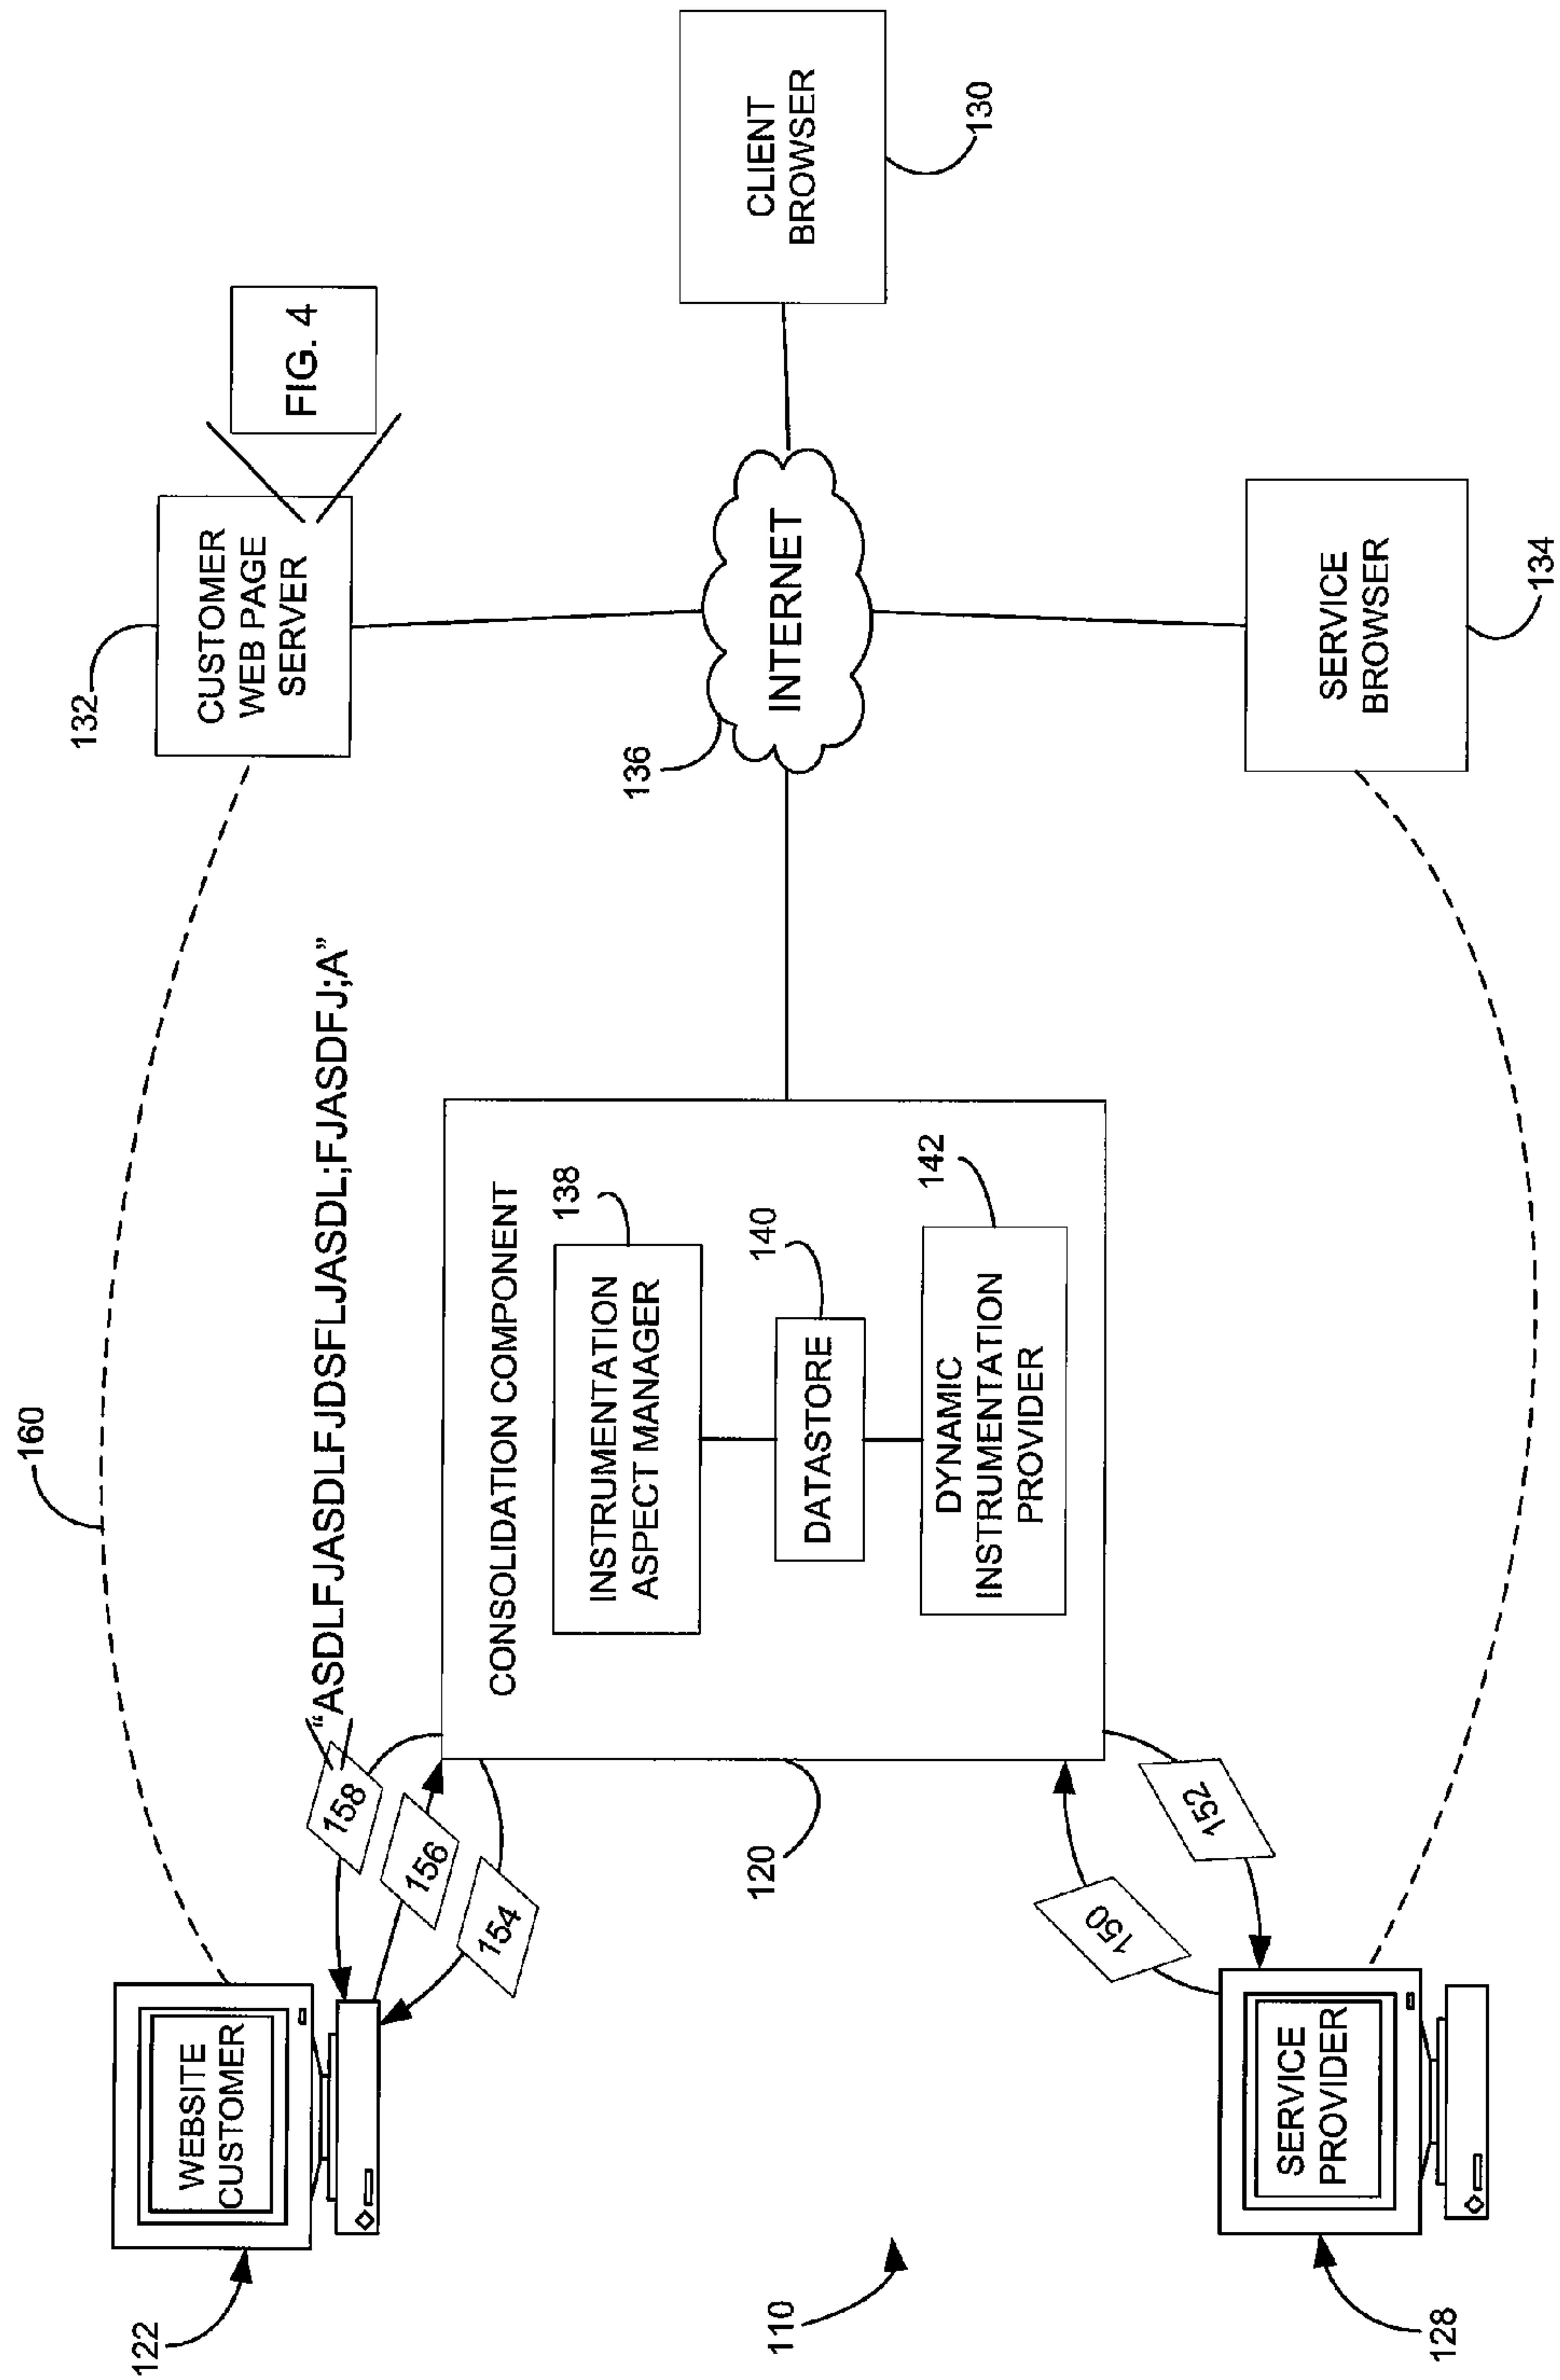 160
132
CUSTOMER
WEB PAGE
SERVER
FIG. 4
122
WEBSITE
CUSTOMER
158
"ASDLFJASDLFJDSFLJASDL;FJASDFJ;A"
156
154
CONSOLIDATION COMPONENT
INSTRUMENTATION
ASPECT MANAGER
138
DATASTORE
140
DYNAMIC
INSTRUMENTATION
PROVIDER
142
120
136
INTERNET
CLIENT
BROWSER
130
110
150
152
SERVICE
PROVIDER
128
SERVICE
BROWSER
134